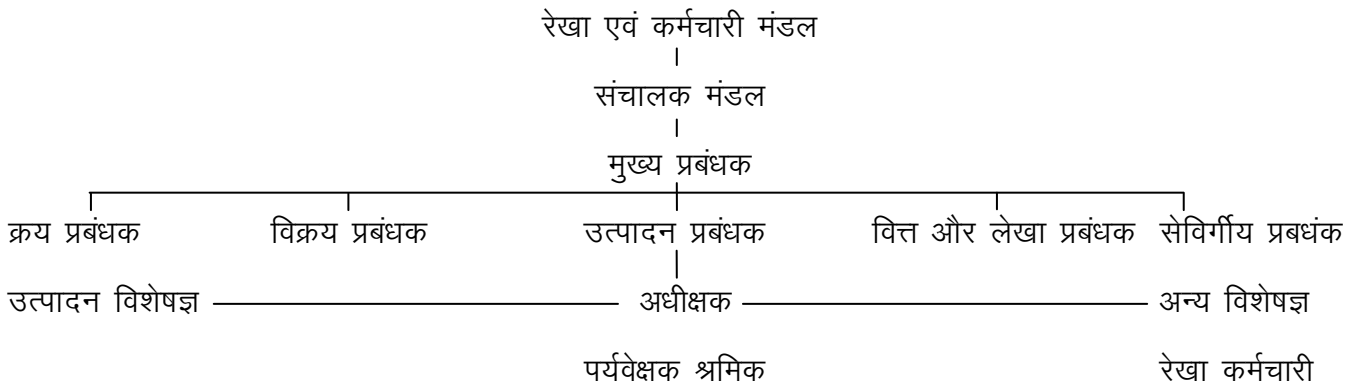 रेखा एवं कर्मचारी मंडल
संचालक मंडल
मुख्य प्रबंधक
क्रय प्रबंधक विक्रय प्रबंधक उत्पादन प्रबंधक वित्त और लेखा प्रबंधक सेविर्गीय प्रबधंक
उत्पादन विशेषज्ञ अधीक्षक अन्य विशेषज्ञ
पर्यवेक्षक श्रमिक रेखा कर्मचारी